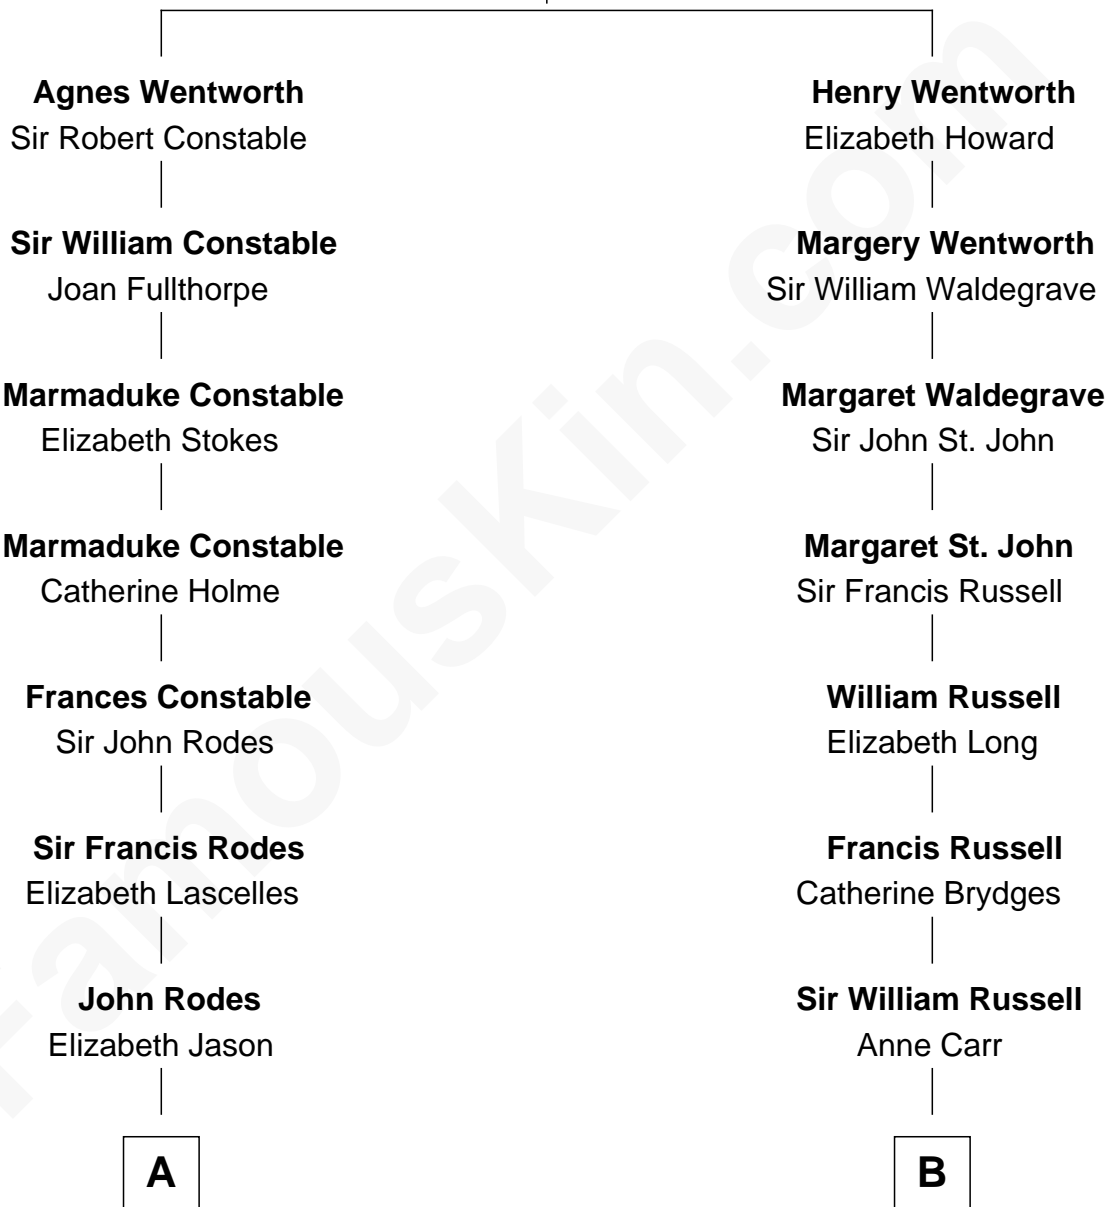 Agnes Wentworth
Sir Robert Constable
Sir William Constable
Joan Fullthorpe
Marmaduke Constable
Elizabeth Stokes
Marmaduke Constable
Catherine Holme
Frances Constable
Sir John Rodes
Sir Francis Rodes
Elizabeth Lascelles
John Rodes
Elizabeth Jason
A
Henry Wentworth
Elizabeth Howard
Margery Wentworth
Sir William Waldegrave
Margaret Waldegrave
Sir John St. John
Margaret St. John
Sir Francis Russell
William Russell
Elizabeth Long
Francis Russell
Catherine Brydges
Sir William Russell
Anne Carr
B
FamousKin.com